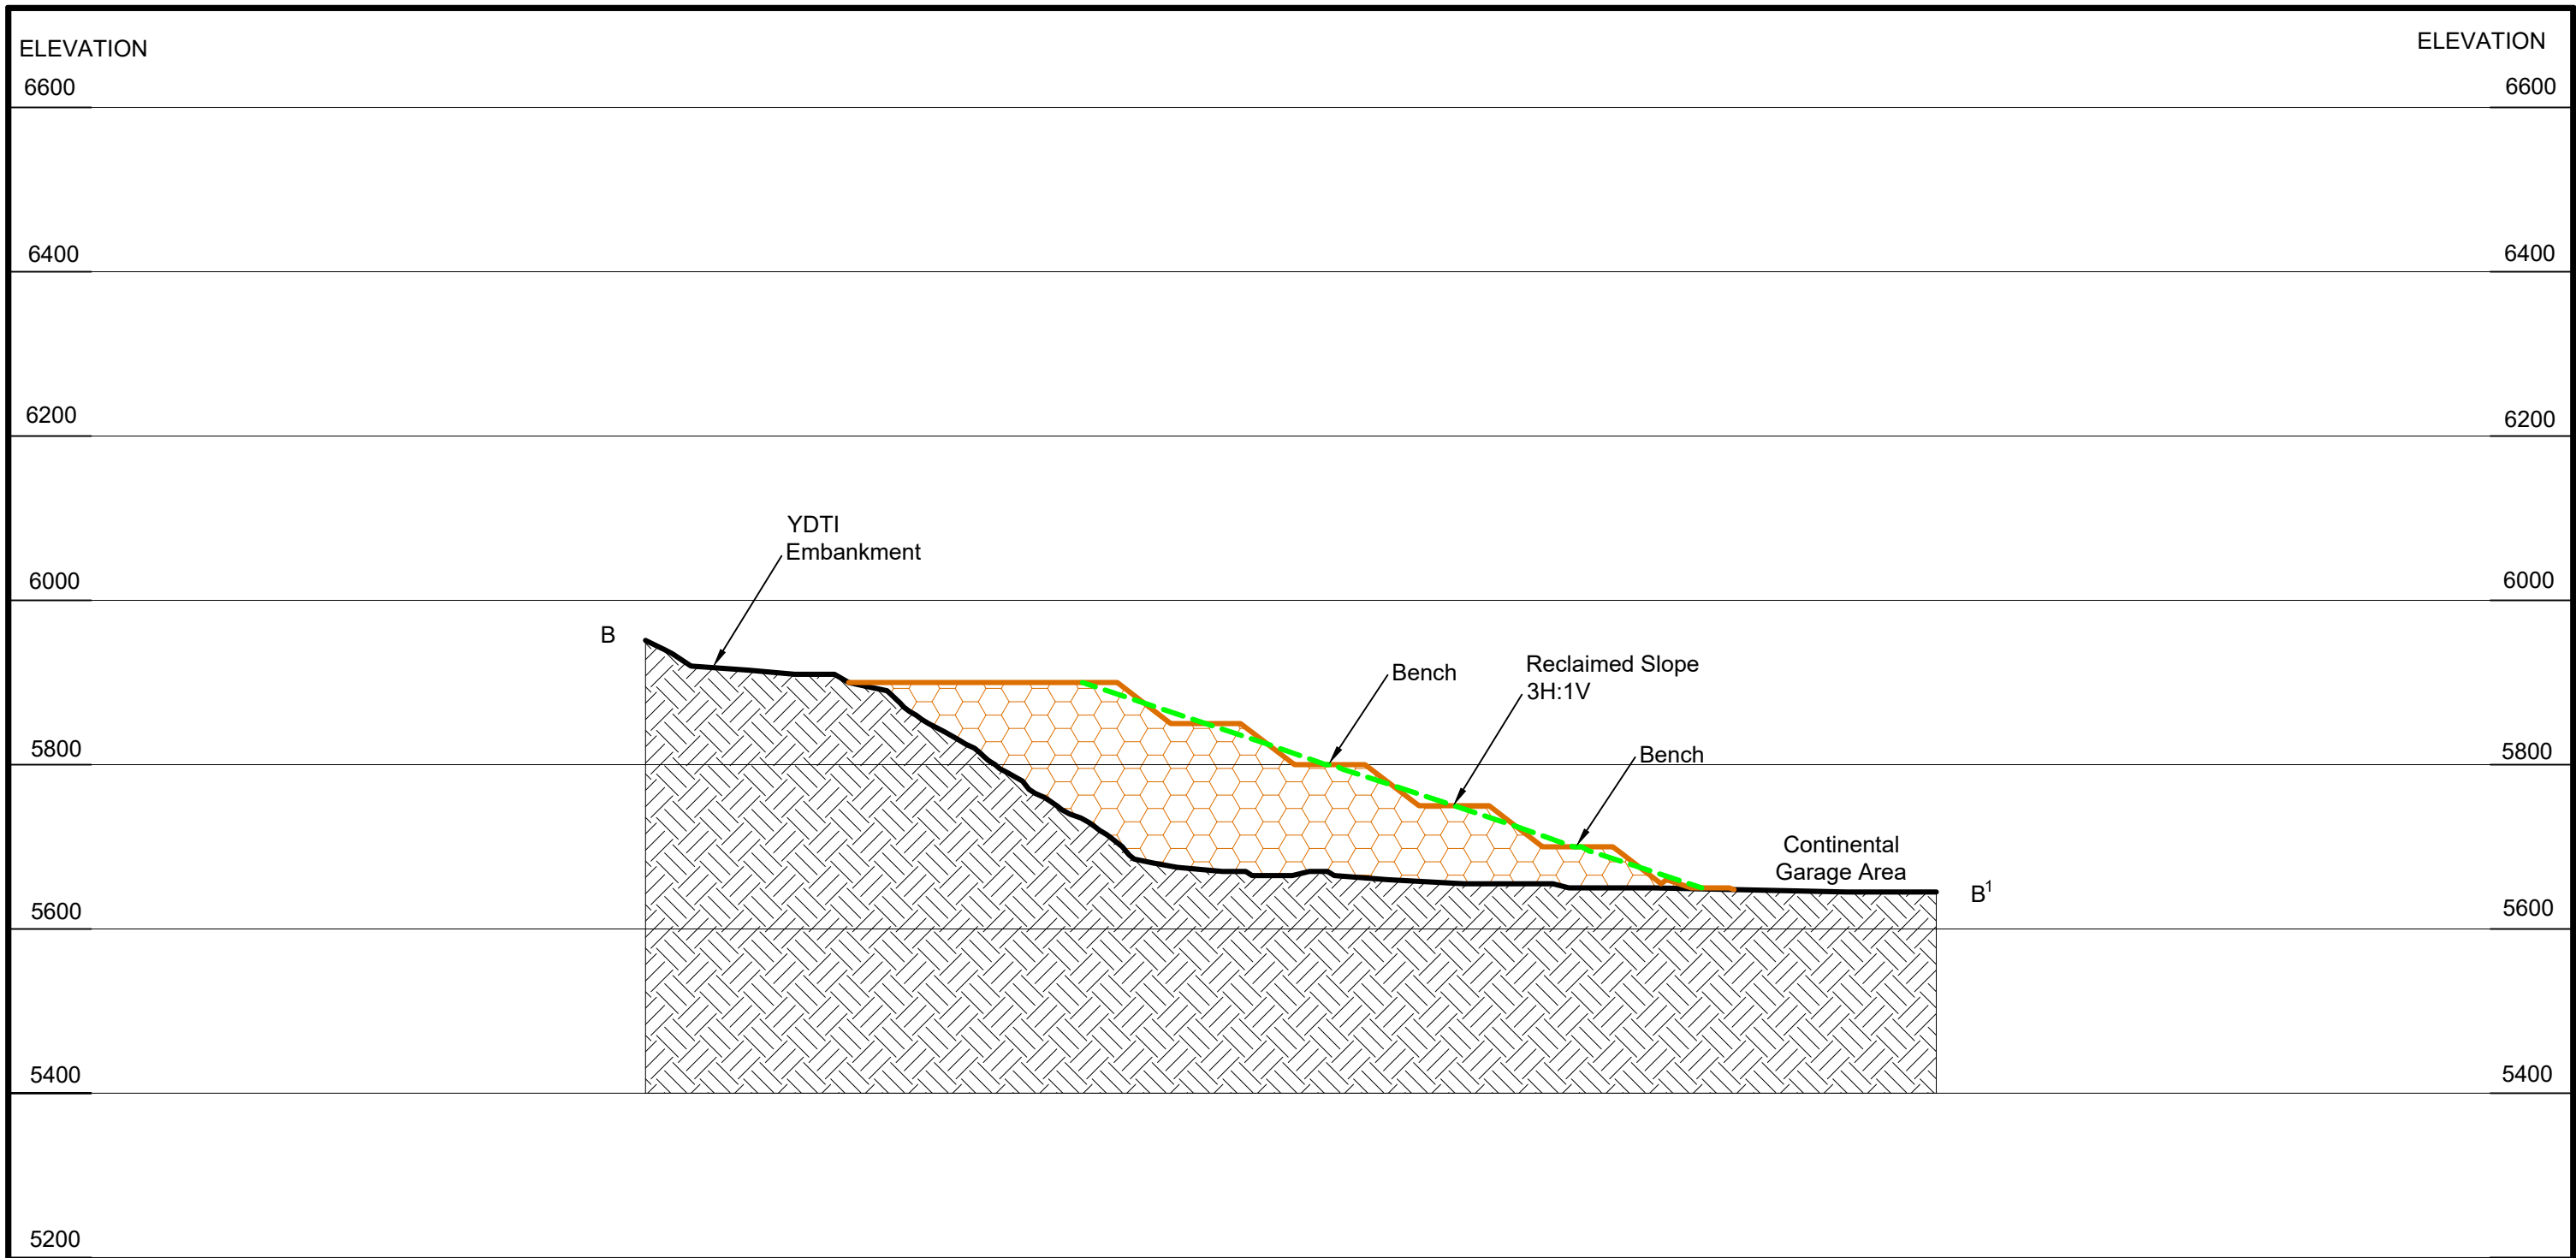 ELEVATION
ELEVATION
6600
6600
6400
6400
6200
6200
YDTI
Embankment
6000
6000
B
Bench
Reclaimed Slope
3H:1V
Bench
5800
5800
Continental
Garage Area
B¹
5600
5600
5400
5400
5200